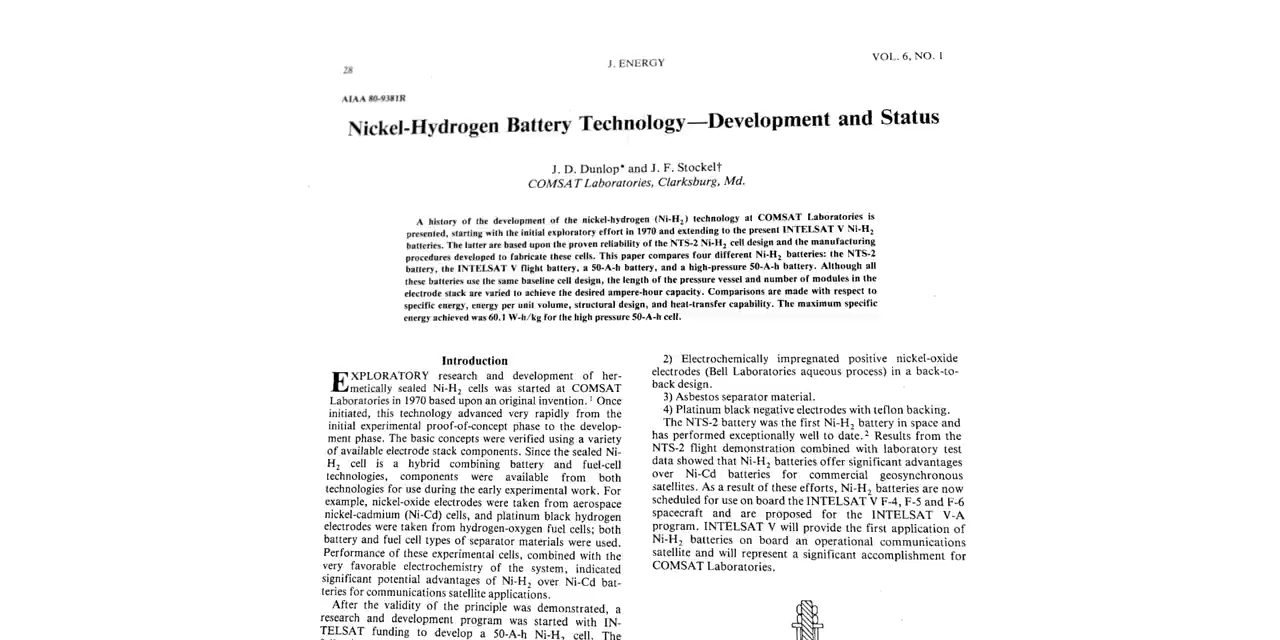 28
J. ENERGY
VOL. 6, NO. 1
AIAA 80-9381R
Nickel-Hydrogen Battery Technology—Development and Status
J. D. Dunlop* and J. F. Stockel†
COMSAT Laboratories, Clarksburg, Md.
A history of the development of the nickel-hydrogen (Ni-H2) technology at COMSAT Laboratories is
presented, starting with the initial exploratory effort in 1970 and extending to the present INTELSAT V Ni-H2
batteries. The latter are based upon the proven reliability of the NTS-2 Ni-H2 cell design and the manufacturing
procedures developed to fabricate these cells. This paper compares four different Ni-H2 batteries: the NTS-2
battery, the INTELSAT V flight battery, a 50-A-h battery, and a high-pressure 50-A-h battery. Although all
these batteries use the same baseline cell design, the length of the pressure vessel and number of modules in the
electrode stack are varied to achieve the desired ampere-hour capacity. Comparisons are made with respect to
specific energy, energy per unit volume, structural design, and heat-transfer capability. The maximum specific
energy achieved was 60.1 W-h/kg for the high pressure 50-A-h cell.
Introduction
EXPLORATORY research and development of her-
metically sealed Ni-H2 cells was started at COMSAT
Laboratories in 1970 based upon an original invention.1 Once
initiated, this technology advanced very rapidly from the
initial experimental proof-of-concept phase to the develop-
ment phase. The basic concepts were verified using a variety
of available electrode stack components. Since the sealed Ni-
H2 cell is a hybrid combining battery and fuel-cell
technologies, components were available from both
technologies for use during the early experimental work. For
example, nickel-oxide electrodes were taken from aerospace
nickel-cadmium (Ni-Cd) cells, and platinum black hydrogen
electrodes were taken from hydrogen-oxygen fuel cells; both
battery and fuel cell types of separator materials were used.
Performance of these experimental cells, combined with the
very favorable electrochemistry of the system, indicated
significant potential advantages of Ni-H2 over Ni-Cd bat-
teries for communications satellite applications.
After the validity of the principle was demonstrated, a
research and development program was started with IN-
TELSAT funding to develop a 50-A-h Ni-H2 cell. The
2) Electrochemically impregnated positive nickel-oxide
electrodes (Bell Laboratories aqueous process) in a back-to-
back design.
3) Asbestos separator material.
4) Platinum black negative electrodes with teflon backing.
The NTS-2 battery was the first Ni-H2 battery in space and
has performed exceptionally well to date.2 Results from the
NTS-2 flight demonstration combined with laboratory test
data showed that Ni-H2 batteries offer significant advantages
over Ni-Cd batteries for commercial geosynchronous
satellites. As a result of these efforts, Ni-H2 batteries are now
scheduled for use on board the INTELSAT V F-4, F-5 and F-6
spacecraft and are proposed for the INTELSAT V-A
program. INTELSAT V will provide the first application of
Ni-H2 batteries on board an operational communications
satellite and will represent a significant accomplishment for
COMSAT Laboratories.